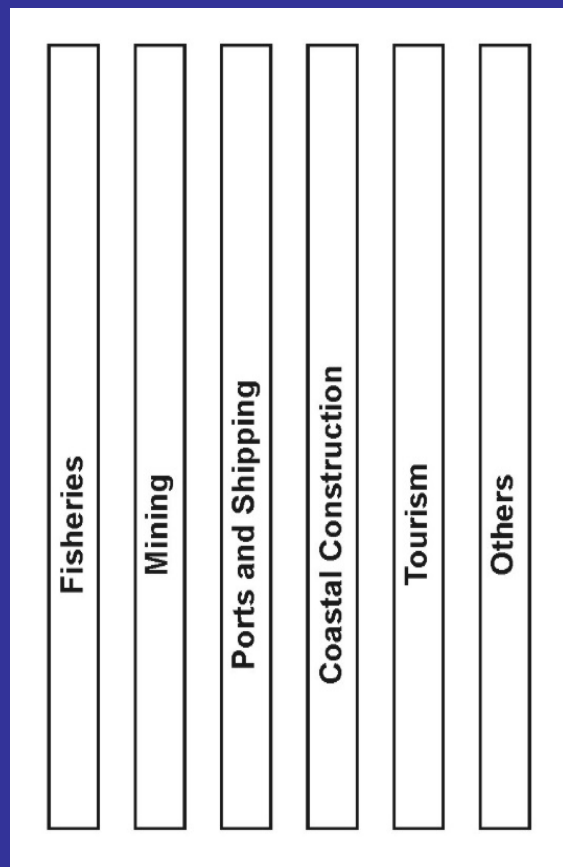 Fisheries
Mining
Ports and Shipping
Coastal Construction
Tourism
Others